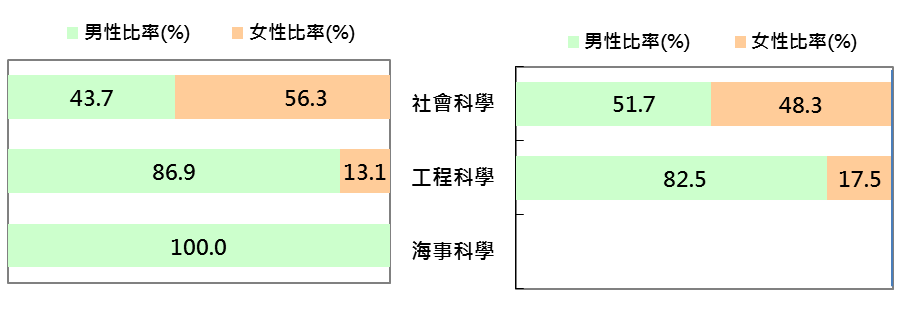 男性比率(%) 女性比率(%)
男性比率(%) 女性比率(%)
43.7 56.3 社會科學 51.7 48.3
86.9 13.1 工程科學 82.5 17.5
100.0 海事科學